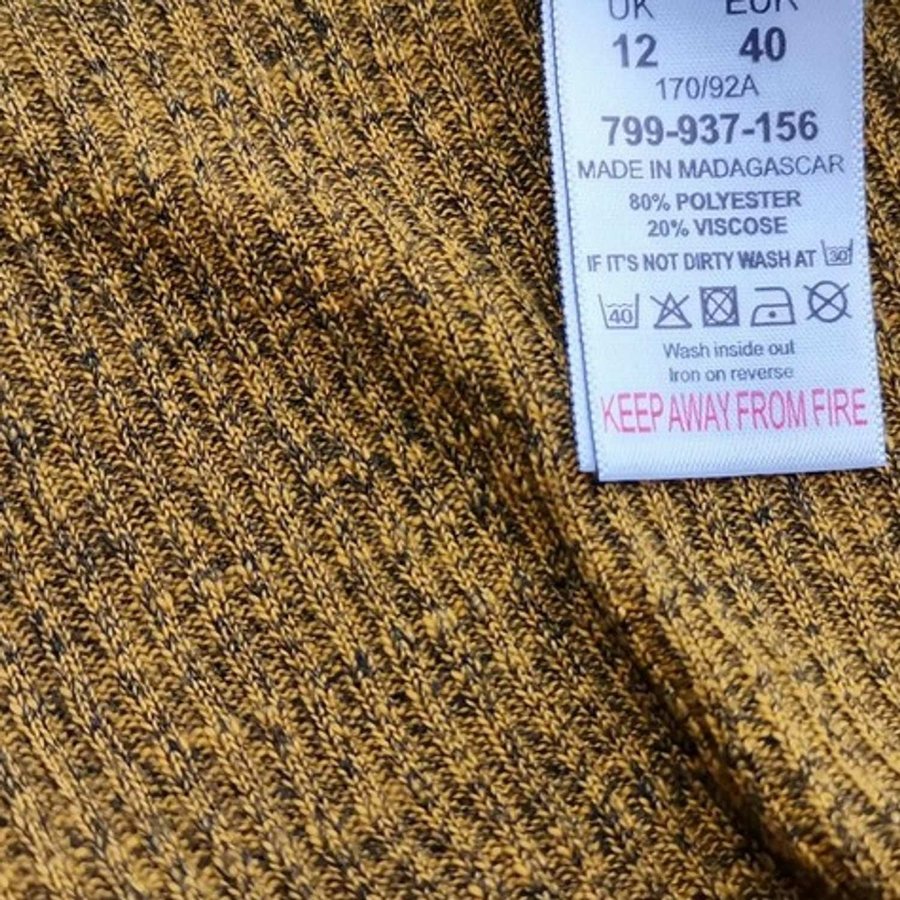 UK EUR
12 40
170/92A
799-937-156
MADE IN MADAGASCAR
80% POLYESTER
20% VISCOSE
IF IT'S NOT DIRTY WASH AT 30
40
Wash inside out
Iron on reverse
KEEP AWAY FROM FIRE